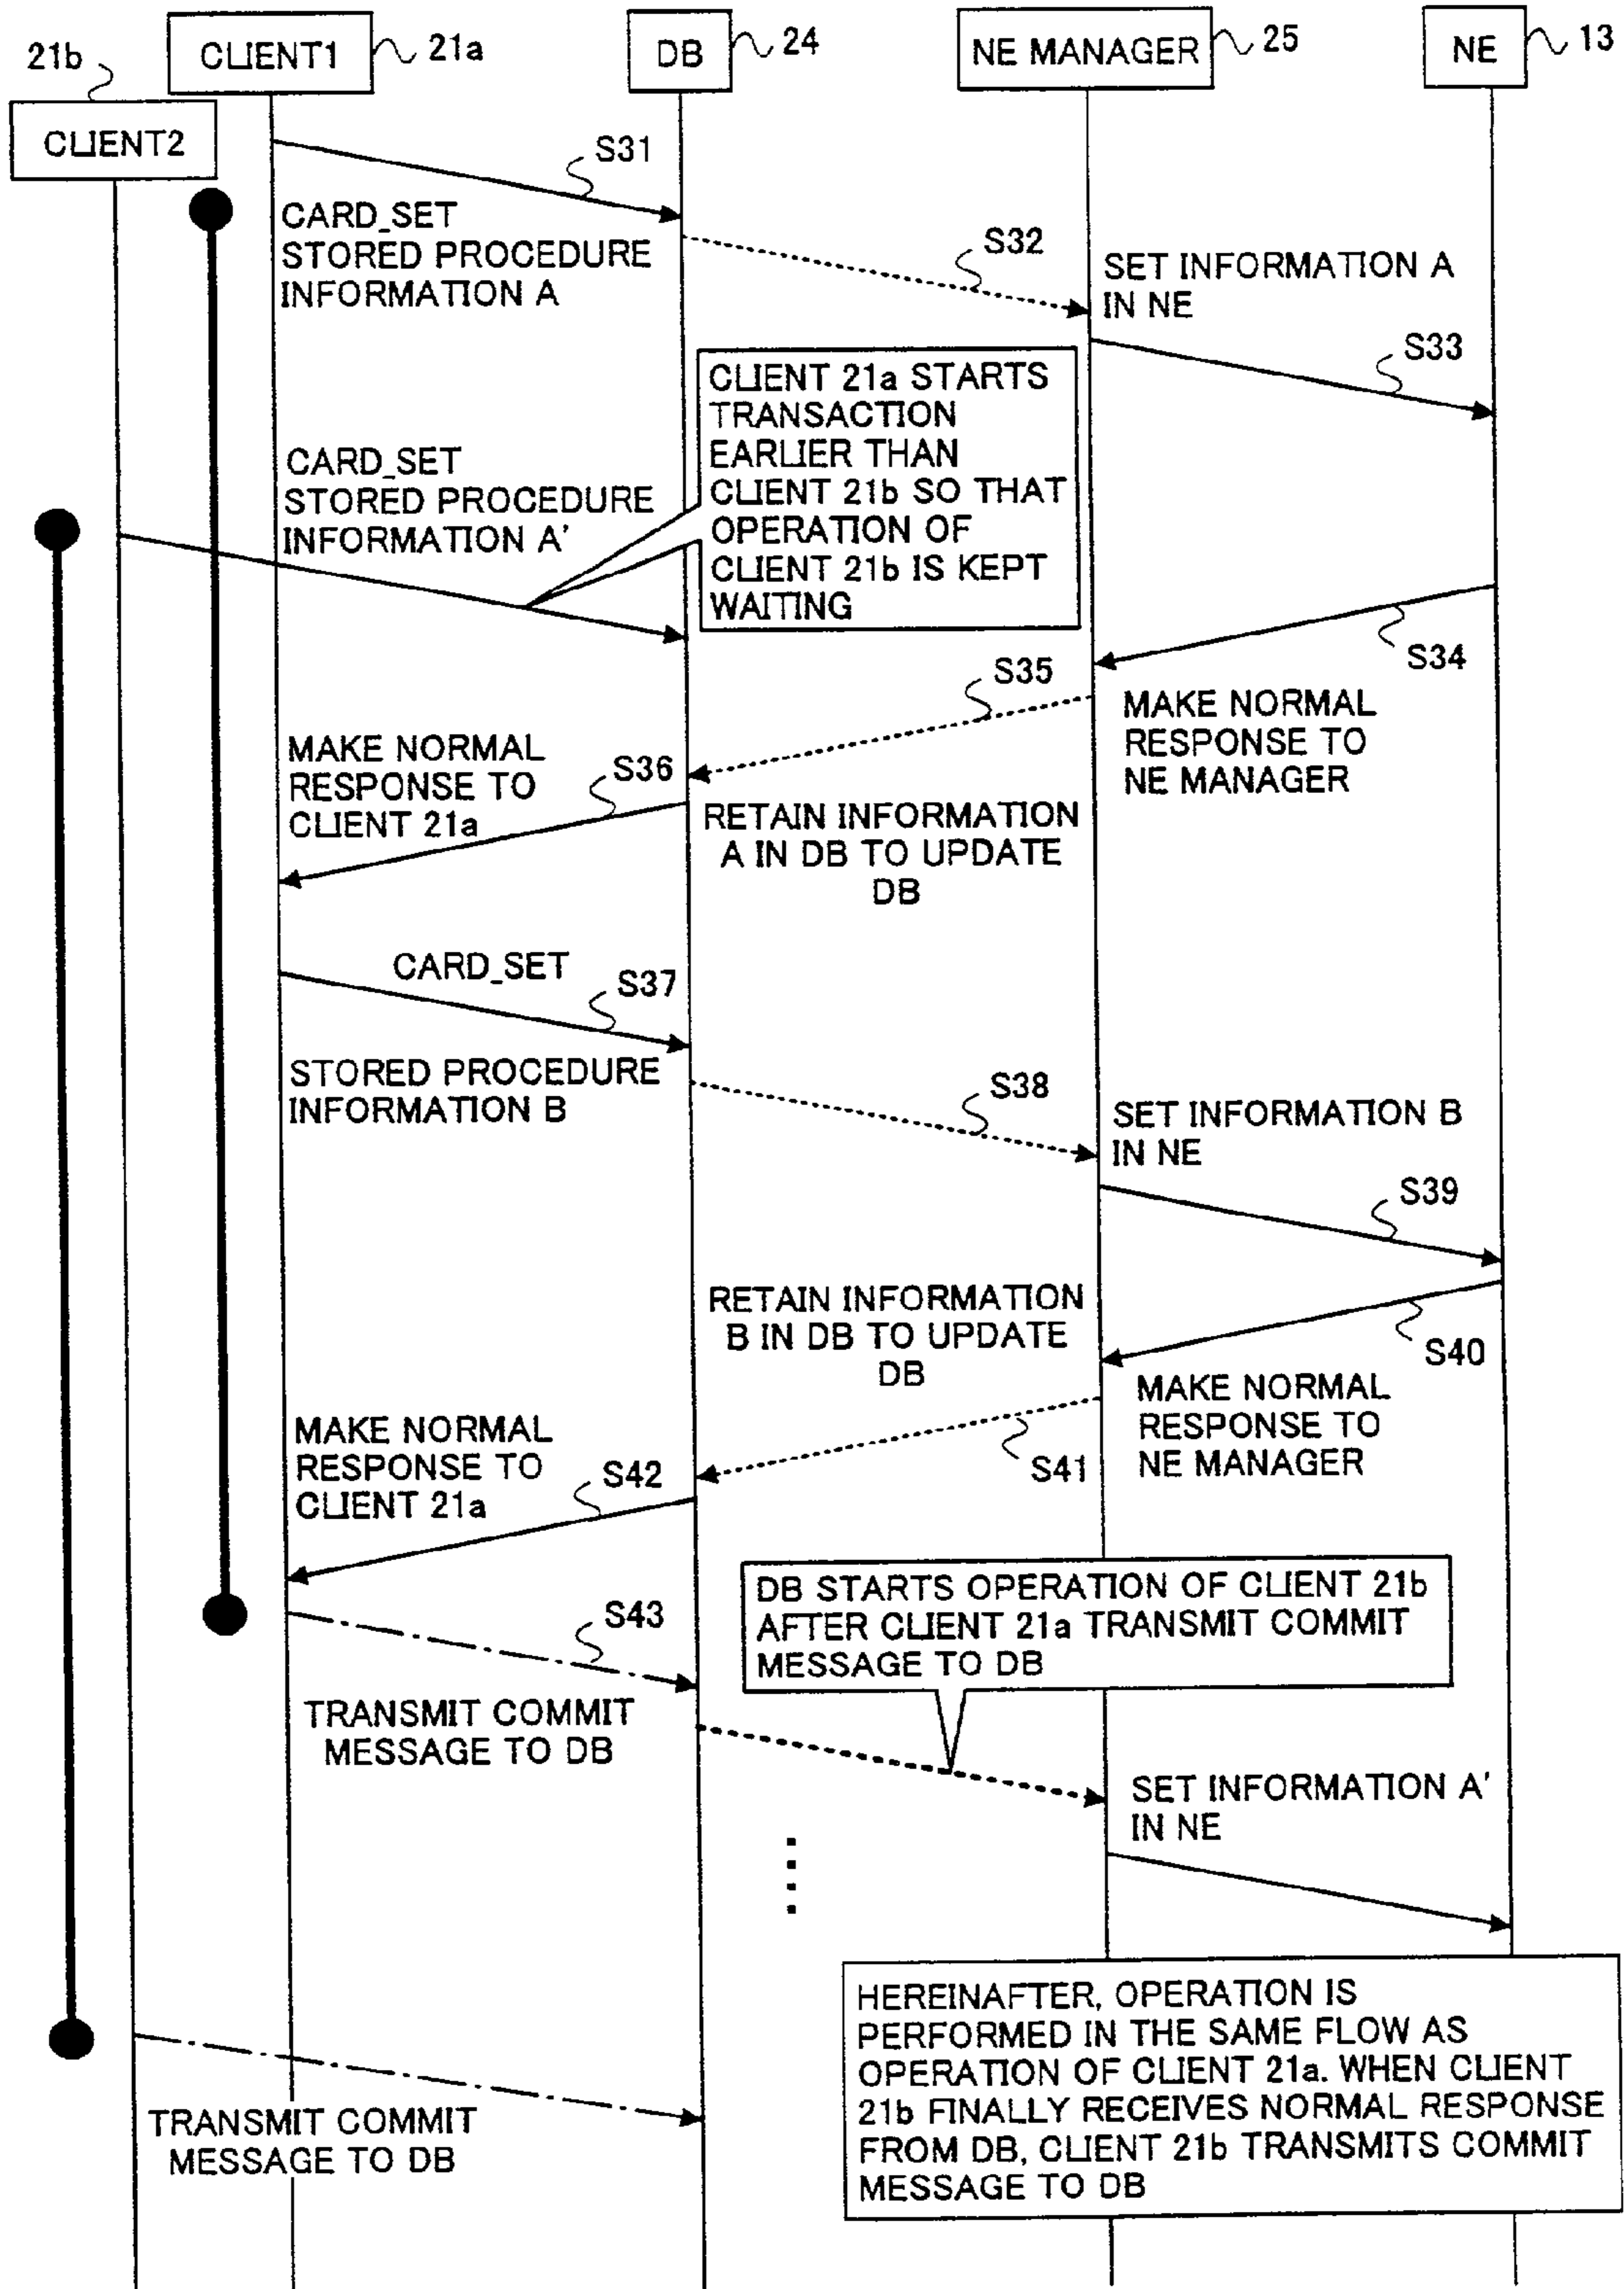 21b
CLIENT1
21a
DB
24
NE MANAGER
25
NE
13
CLIENT2
S31
CARD_SET
STORED PROCEDURE
INFORMATION A
S32
SET INFORMATION A
IN NE
S33
CLIENT 21a STARTS
TRANSACTION
EARLIER THAN
CLIENT 21b SO THAT
OPERATION OF
CLIENT 21b IS KEPT
WAITING
CARD_SET
STORED PROCEDURE
INFORMATION A'
S34
S35
MAKE NORMAL
RESPONSE TO
NE MANAGER
MAKE NORMAL
RESPONSE TO
CLIENT 21a
S36
RETAIN INFORMATION
A IN DB TO UPDATE
DB
CARD_SET
S37
STORED PROCEDURE
INFORMATION B
S38
SET INFORMATION B
IN NE
S39
RETAIN INFORMATION
B IN DB TO UPDATE
DB
S40
MAKE NORMAL
RESPONSE TO
NE MANAGER
MAKE NORMAL
RESPONSE TO
CLIENT 21a
S41
S42
DB STARTS OPERATION OF CLIENT 21b
AFTER CLIENT 21a TRANSMIT COMMIT
MESSAGE TO DB
S43
TRANSMIT COMMIT
MESSAGE TO DB
SET INFORMATION A'
IN NE
HEREINAFTER, OPERATION IS
PERFORMED IN THE SAME FLOW AS
OPERATION OF CLIENT 21a. WHEN CLIENT
21b FINALLY RECEIVES NORMAL RESPONSE
FROM DB, CLIENT 21b TRANSMITS COMMIT
MESSAGE TO DB
TRANSMIT COMMIT
MESSAGE TO DB